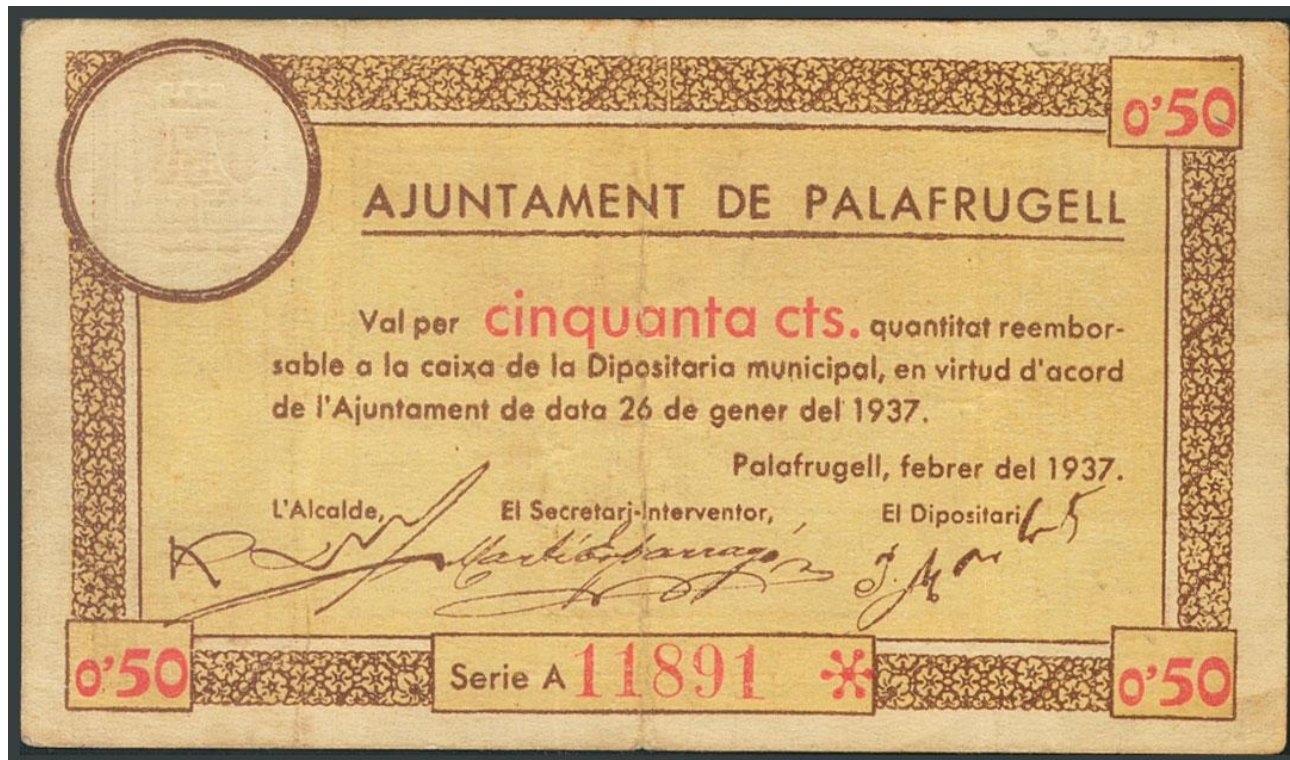 0'50
AJUNTAMENT DE PALAFRUGELL
Val per cinquanta cts. quantitat reembor-
sable a la caixa de la Dipositaria municipal, en virtud d'acord
de l'Ajuntament de data 26 de gener del 1937.
Palafrugell, febrer del 1937.
L'Alcalde, El Secretari-Interventor, El Dipositari
0'50 Serie A 11891 0'50